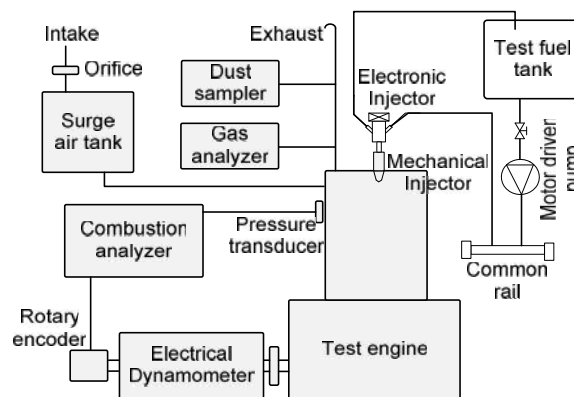 Intake
Orifice
Surge
air tank
Exhaust
Dust
sampler
Gas
analyzer
Electronic
Injector
Mechanical
Injector
Test fuel
tank
Motor driver
pump
Common
rail
Combustion
analyzer
Pressure
transducer
Rotary
encoder
Electrical
Dynamometer
Test engine